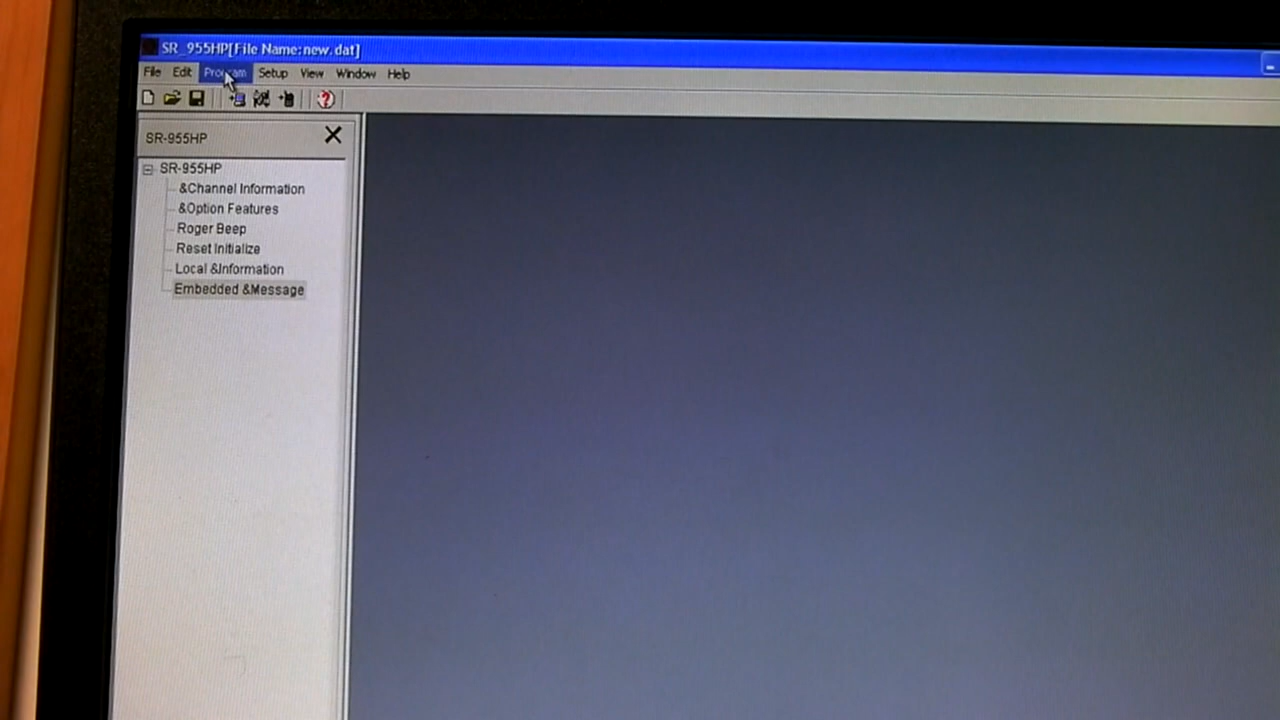 SR_955HP[File Name:new.dat]
File Edit Program Setup View Window Help
SR-955HP
SR-955HP
&Channel Information
&Option Features
Roger Beep
Reset Initialize
Local &Information
Embedded &Message